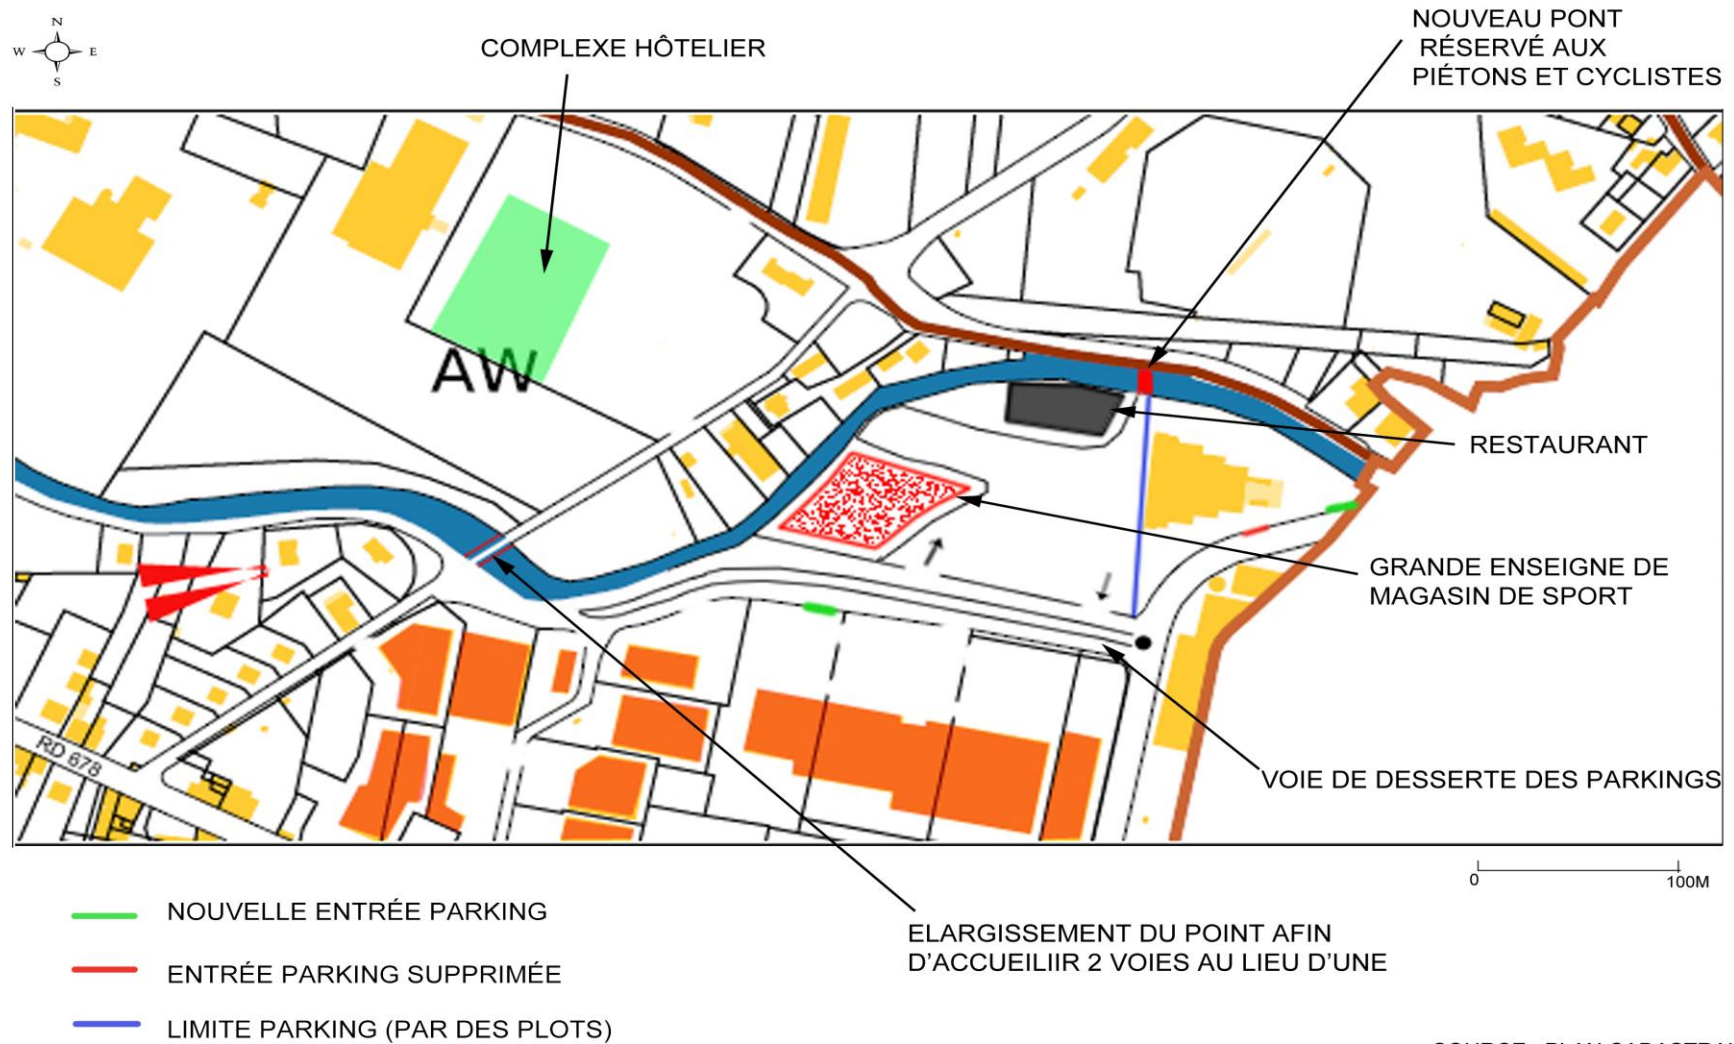 N
W E
S
COMPLEXE HÔTELIER
NOUVEAU PONT
RÉSERVÉ AUX
PIÉTONS ET CYCLISTES
AW
RESTAURANT
GRANDE ENSEIGNE DE
MAGASIN DE SPORT
RD 678
VOIE DE DESSERTE DES PARKINGS
0 100M
NOUVELLE ENTRÉE PARKING
ENTRÉE PARKING SUPPRIMÉE
LIMITE PARKING (PAR DES PLOTS)
ELARGISSEMENT DU POINT AFIN
D'ACCUEILIIR 2 VOIES AU LIEU D'UNE